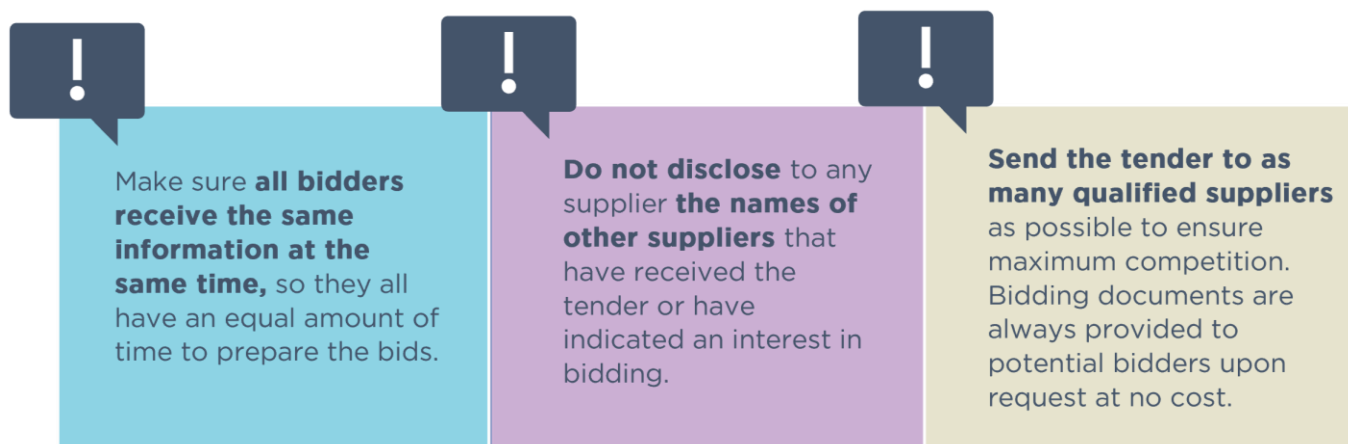 !
Make sure all bidders
receive the same
information at the
same time, so they all
have an equal amount of
time to prepare the bids.
!
Do not disclose to any
supplier the names of
other suppliers that
have received the
tender or have
indicated an interest in
bidding.
!
Send the tender to as
many qualified suppliers
as possible to ensure
maximum competition.
Bidding documents are
always provided to
potential bidders upon
request at no cost.